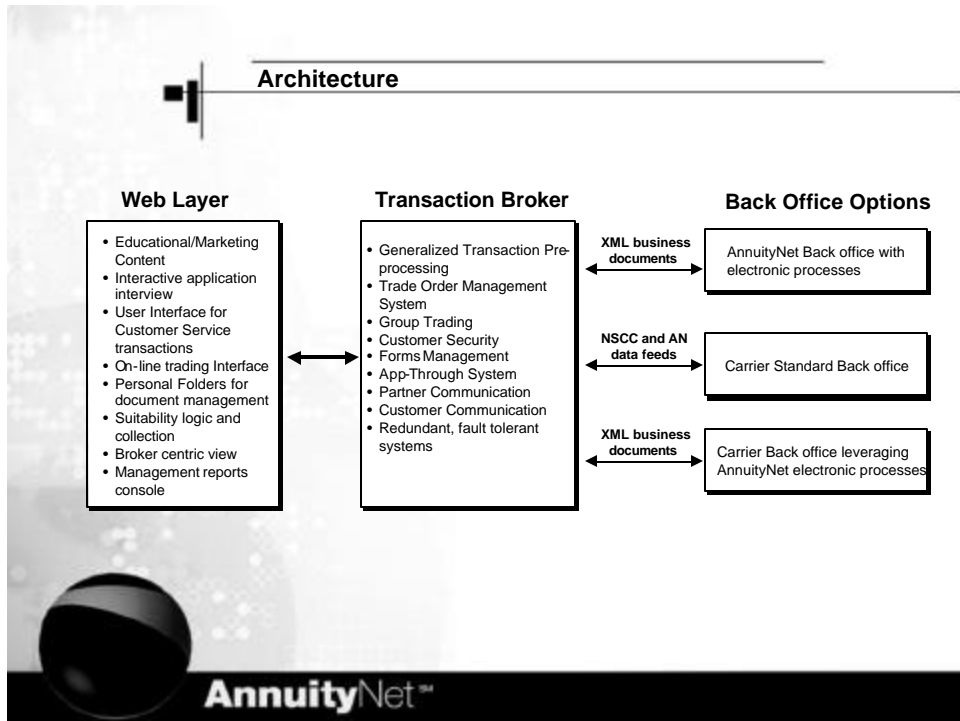 Architecture
Web Layer
• Educational/Marketing
Content
• Interactive application
interview
• User Interface for
Customer Service
transactions
• On-line trading Interface
• Personal Folders for
document management
• Suitability logic and
collection
• Broker centric view
• Management reports
console
Transaction Broker
• Generalized Transaction Pre-
processing
• Trade Order Management
System
• Group Trading
• Customer Security
• Forms Management
• App-Through System
• Partner Communication
• Customer Communication
• Redundant, fault tolerant
systems
Back Office Options
XML business
documents
AnnuityNet Back office with
electronic processes
NSCC and AN
data feeds
Carrier Standard Back office
XML business
documents
Carrier Back office leveraging
AnnuityNet electronic processes
AnnuityNet℠